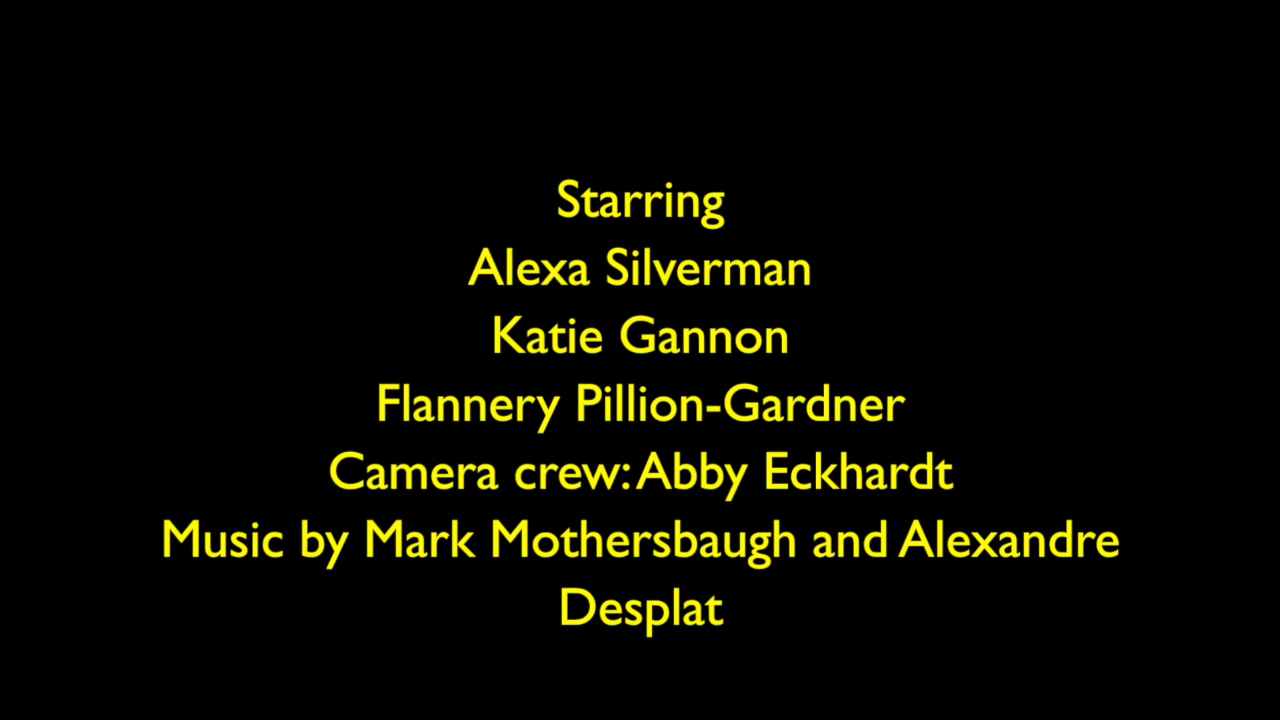 Starring
Alexa Silverman
Katie Gannon
Flannery Pillion-Gardner
Camera crew: Abby Eckhardt
Music by Mark Mothersbaugh and Alexandre
Desplat